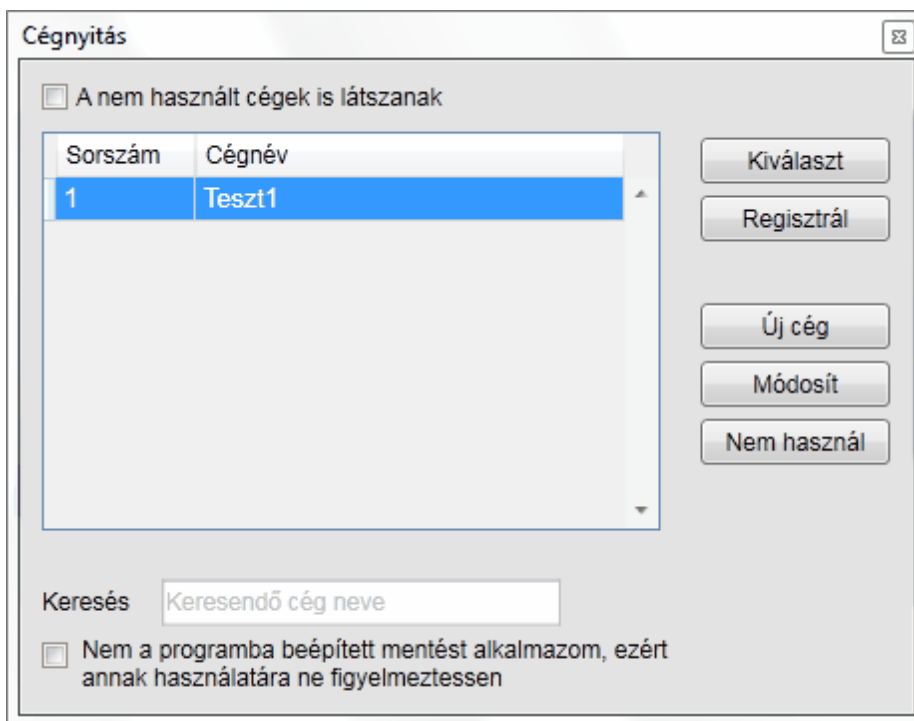 Cégnyitás
A nem használt cégek is látszanak
Sorszám Cégnév
1 Teszt1
Kiválaszt
Regisztrál
Új cég
Módosít
Nem használ
Keresés Keresendő cég neve
Nem a programba beépített mentést alkalmazom, ezért
annak használatára ne figyelmeztessen